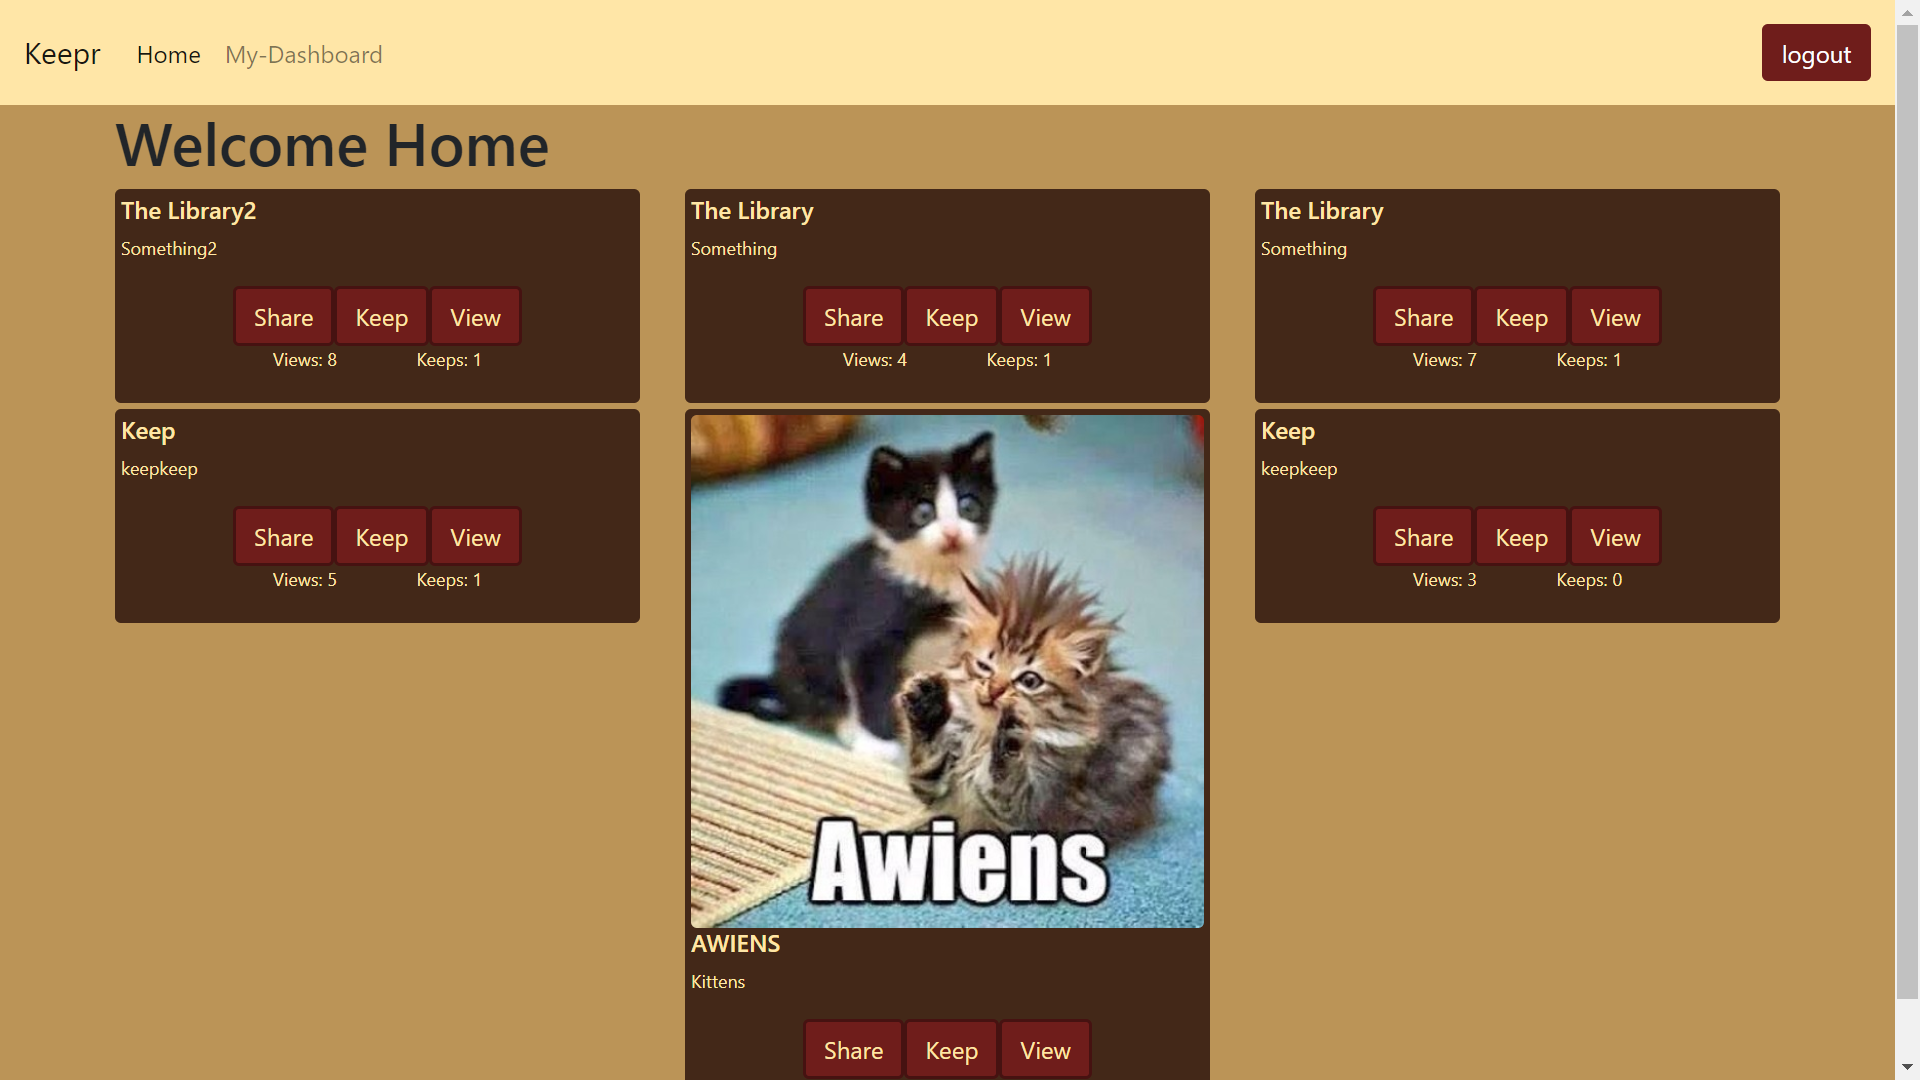 Keepr Home My-Dashboard logout
Welcome Home
The Library2
Something2
Share Keep View
Views: 8 Keeps: 1
The Library
Something
Share Keep View
Views: 4 Keeps: 1
The Library
Something
Share Keep View
Views: 7 Keeps: 1
Keep
keepkeep
Share Keep View
Views: 5 Keeps: 1
Awiens
AWIENS
Kittens
Share Keep View
Keep
keepkeep
Share Keep View
Views: 3 Keeps: 0